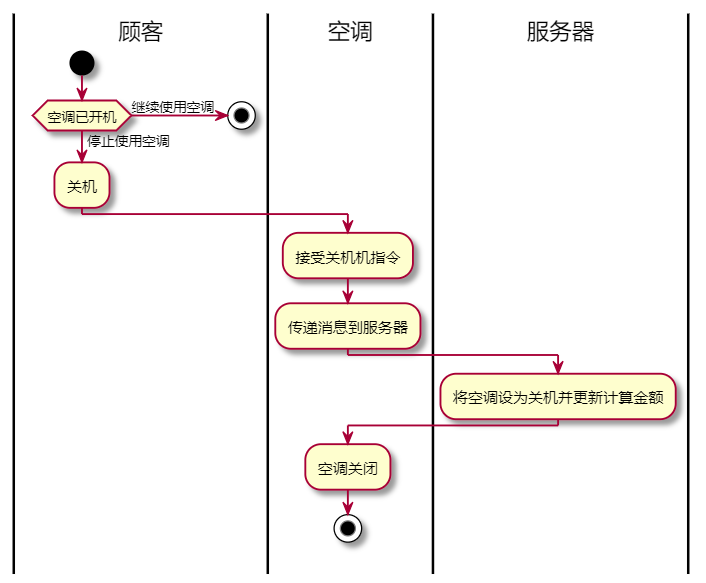 顾客
空调
服务器
空调已开机
继续使用空调
停止使用空调
关机
接受关机机指令
传递消息到服务器
将空调设为关机并更新计算金额
空调关闭